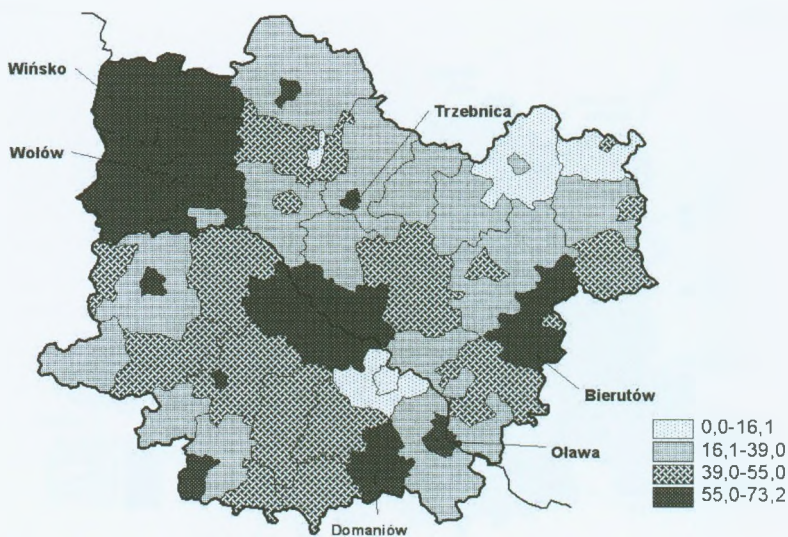 Wińsko
Trzebnica
Wołów
Bierutów
Oława
Domaniów
0,0-16,1
16,1-39,0
39,0-55,0
55,0-73,2